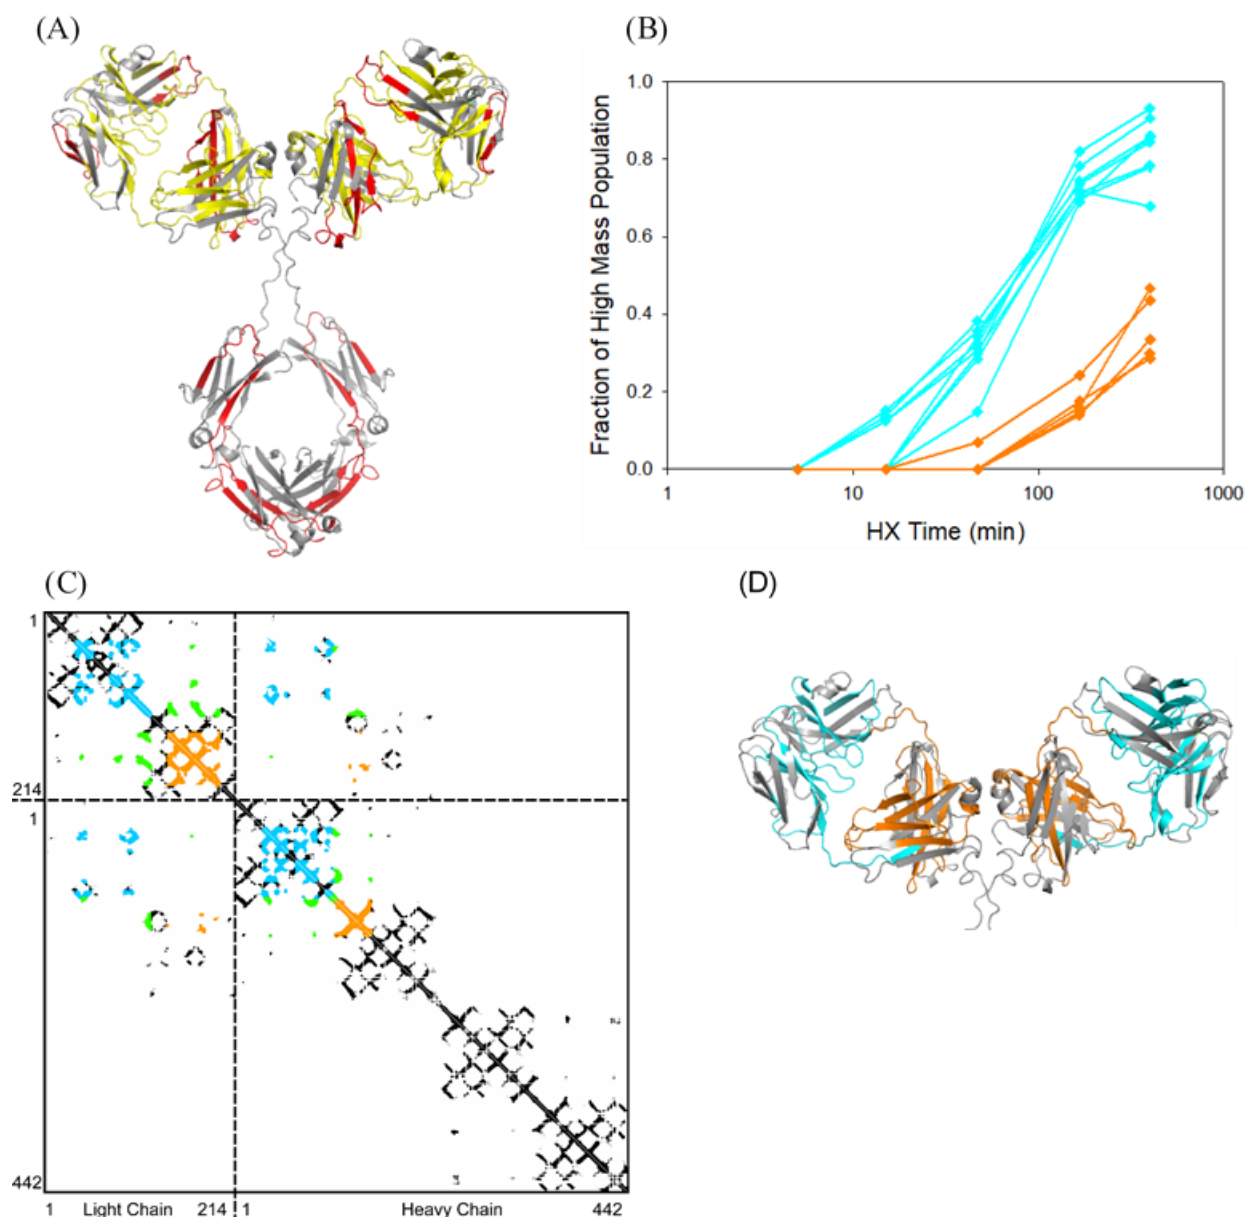 (A)
(B)
1.0
0.8
0.6
0.4
0.2
0.0
Fraction of High Mass Population
1 10 100 1000
HX Time (min)
(C)
1
214
1
442
1 Light Chain 214 1 Heavy Chain 442
(D)